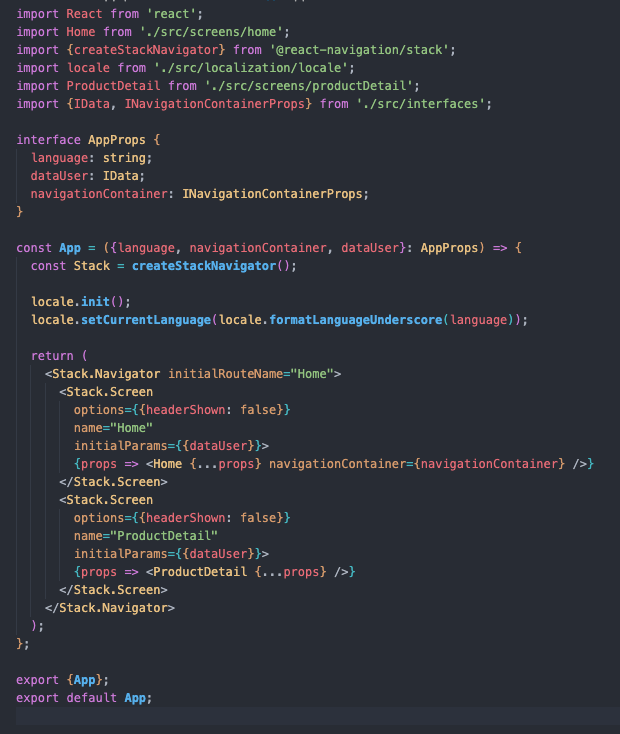 import React from 'react';
import Home from './src/screens/home';
import {createStackNavigator} from '@react-navigation/stack';
import locale from './src/localization/locale';
import ProductDetail from './src/screens/productDetail';
import {IData, INavigationContainerProps} from './src/interfaces';

interface AppProps {
  language: string;
  dataUser: IData;
  navigationContainer: INavigationContainerProps;
}

const App = ({language, navigationContainer, dataUser}: AppProps) => {
  const Stack = createStackNavigator();

  locale.init();
  locale.setCurrentLanguage(locale.formatLanguageUnderscore(language));

  return (
    <Stack.Navigator initialRouteName="Home">
      <Stack.Screen
        options={{headerShown: false}}
        name="Home"
        initialParams={{dataUser}}>
        {props => <Home {...props} navigationContainer={navigationContainer} />}
      </Stack.Screen>
      <Stack.Screen
        options={{headerShown: false}}
        name="ProductDetail"
        initialParams={{dataUser}}>
        {props => <ProductDetail {...props} />}
      </Stack.Screen>
    </Stack.Navigator>
  );
};

export {App};
export default App;